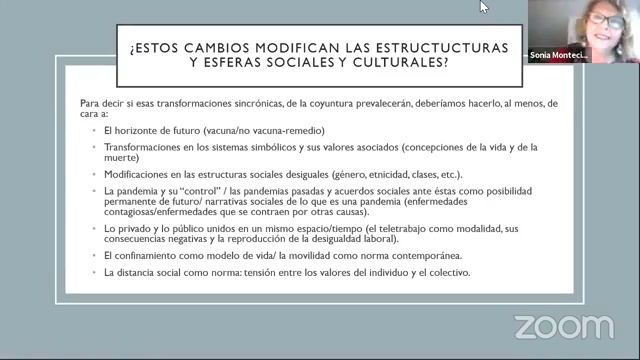 Sonia Monteci...
¿ESTOS CAMBIOS MODIFICAN LAS ESTRUCTUCTURAS
Y ESFERAS SOCIALES Y CULTURALES?
Para decir si esas transformaciones sincrónicas, de la coyuntura prevalecerán, deberíamos hacerlo, al menos, de
cara a:
• El horizonte de futuro (vacuna/no vacuna-remedio)
• Transformaciones en los sistemas simbólicos y sus valores asociados (concepciones de la vida y de la
muerte)
• Modificaciones en las estructuras sociales desiguales (género, etnicidad, clases, etc.).
• La pandemia y su “control” / las pandemias pasadas y acuerdos sociales ante éstas como posibilidad
permanente de futuro/ narrativas sociales de lo que es una pandemia (enfermedades
contagiosas/enfermedades que se contraen por otras causas).
• Lo privado y lo público unidos en un mismo espacio/tiempo (el teletrabajo como modalidad, sus
consecuencias negativas y la reproducción de la desigualdad laboral).
• El confinamiento como modelo de vida/ la movilidad como norma contemporánea.
• La distancia social como norma: tensión entre los valores del individuo y el colectivo.
zoom